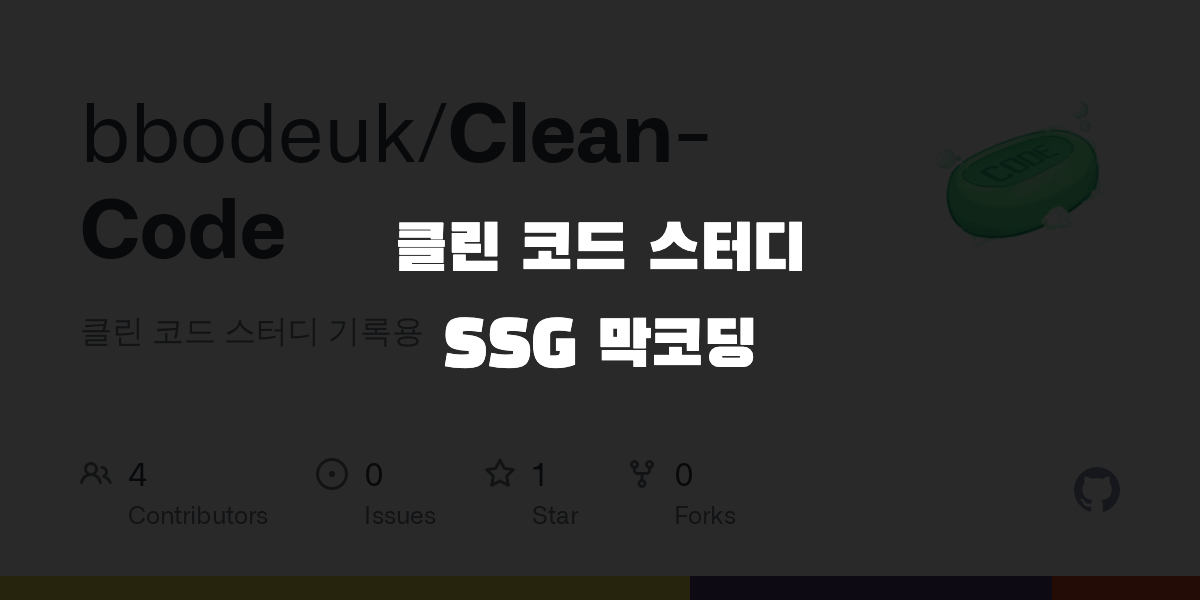 bbodeuk/Clean-
Code
CODE
클린 코드 스터디
SSG 막코딩
클린 코드 스터디 기록용
4
Contributors
0
Issues
1
Star
0
Forks